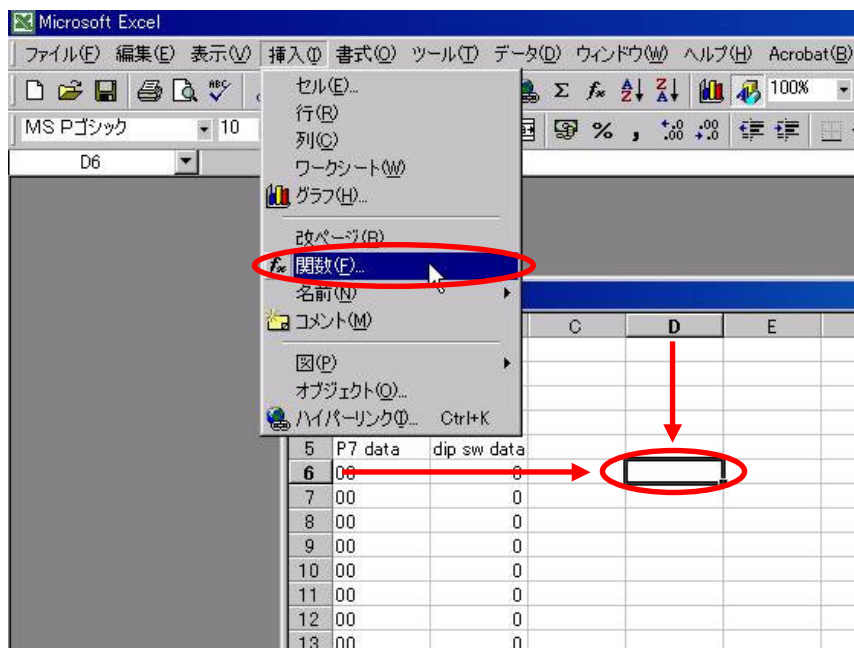 Microsoft Excel
ファイル(F) 編集(E) 表示(V) 挿入(I) 書式(O) ツール(T) データ(D) ウィンドウ(W) ヘルプ(H) Acrobat(B)
ABC Σ f× 100%
MS Pゴシック 10 % , .00 .00
D6
セル(E)...
行(R)
列(C)
ワークシート(W)
グラフ(H)...
改ページ(B)
f× 関数(F)...
名前(N)
コメント(M)
図(P)
オブジェクト(O)...
ハイパーリンク(I)... Ctrl+K
C D E
5 P7 data dip sw data
6 00 0
7 00 0
8 00 0
9 00 0
10 00 0
11 00 0
12 00 0
13 00 0